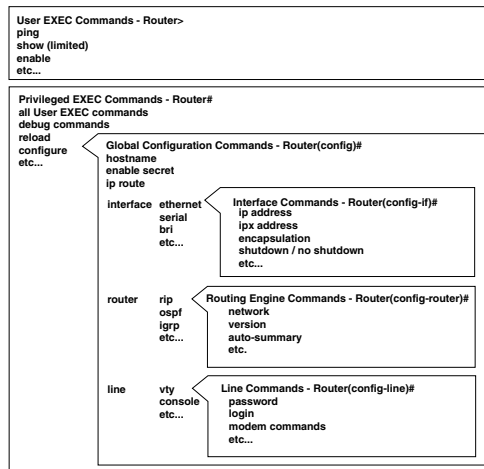 User EXEC Commands - Router>
ping
show (limited)
enable
etc...
Privileged EXEC Commands - Router#
all User EXEC commands
debug commands
reload
configure
etc...
Global Configuration Commands - Router(config)#
hostname
enable secret
ip route
interface ethernet
serial
bri
etc...
Interface Commands - Router(config-if)#
ip address
ipx address
encapsulation
shutdown / no shutdown
etc...
router rip
ospf
igrp
etc...
Routing Engine Commands - Router(config-router)#
network
version
auto-summary
etc.
line vty
console
etc...
Line Commands - Router(config-line)#
password
login
modem commands
etc...